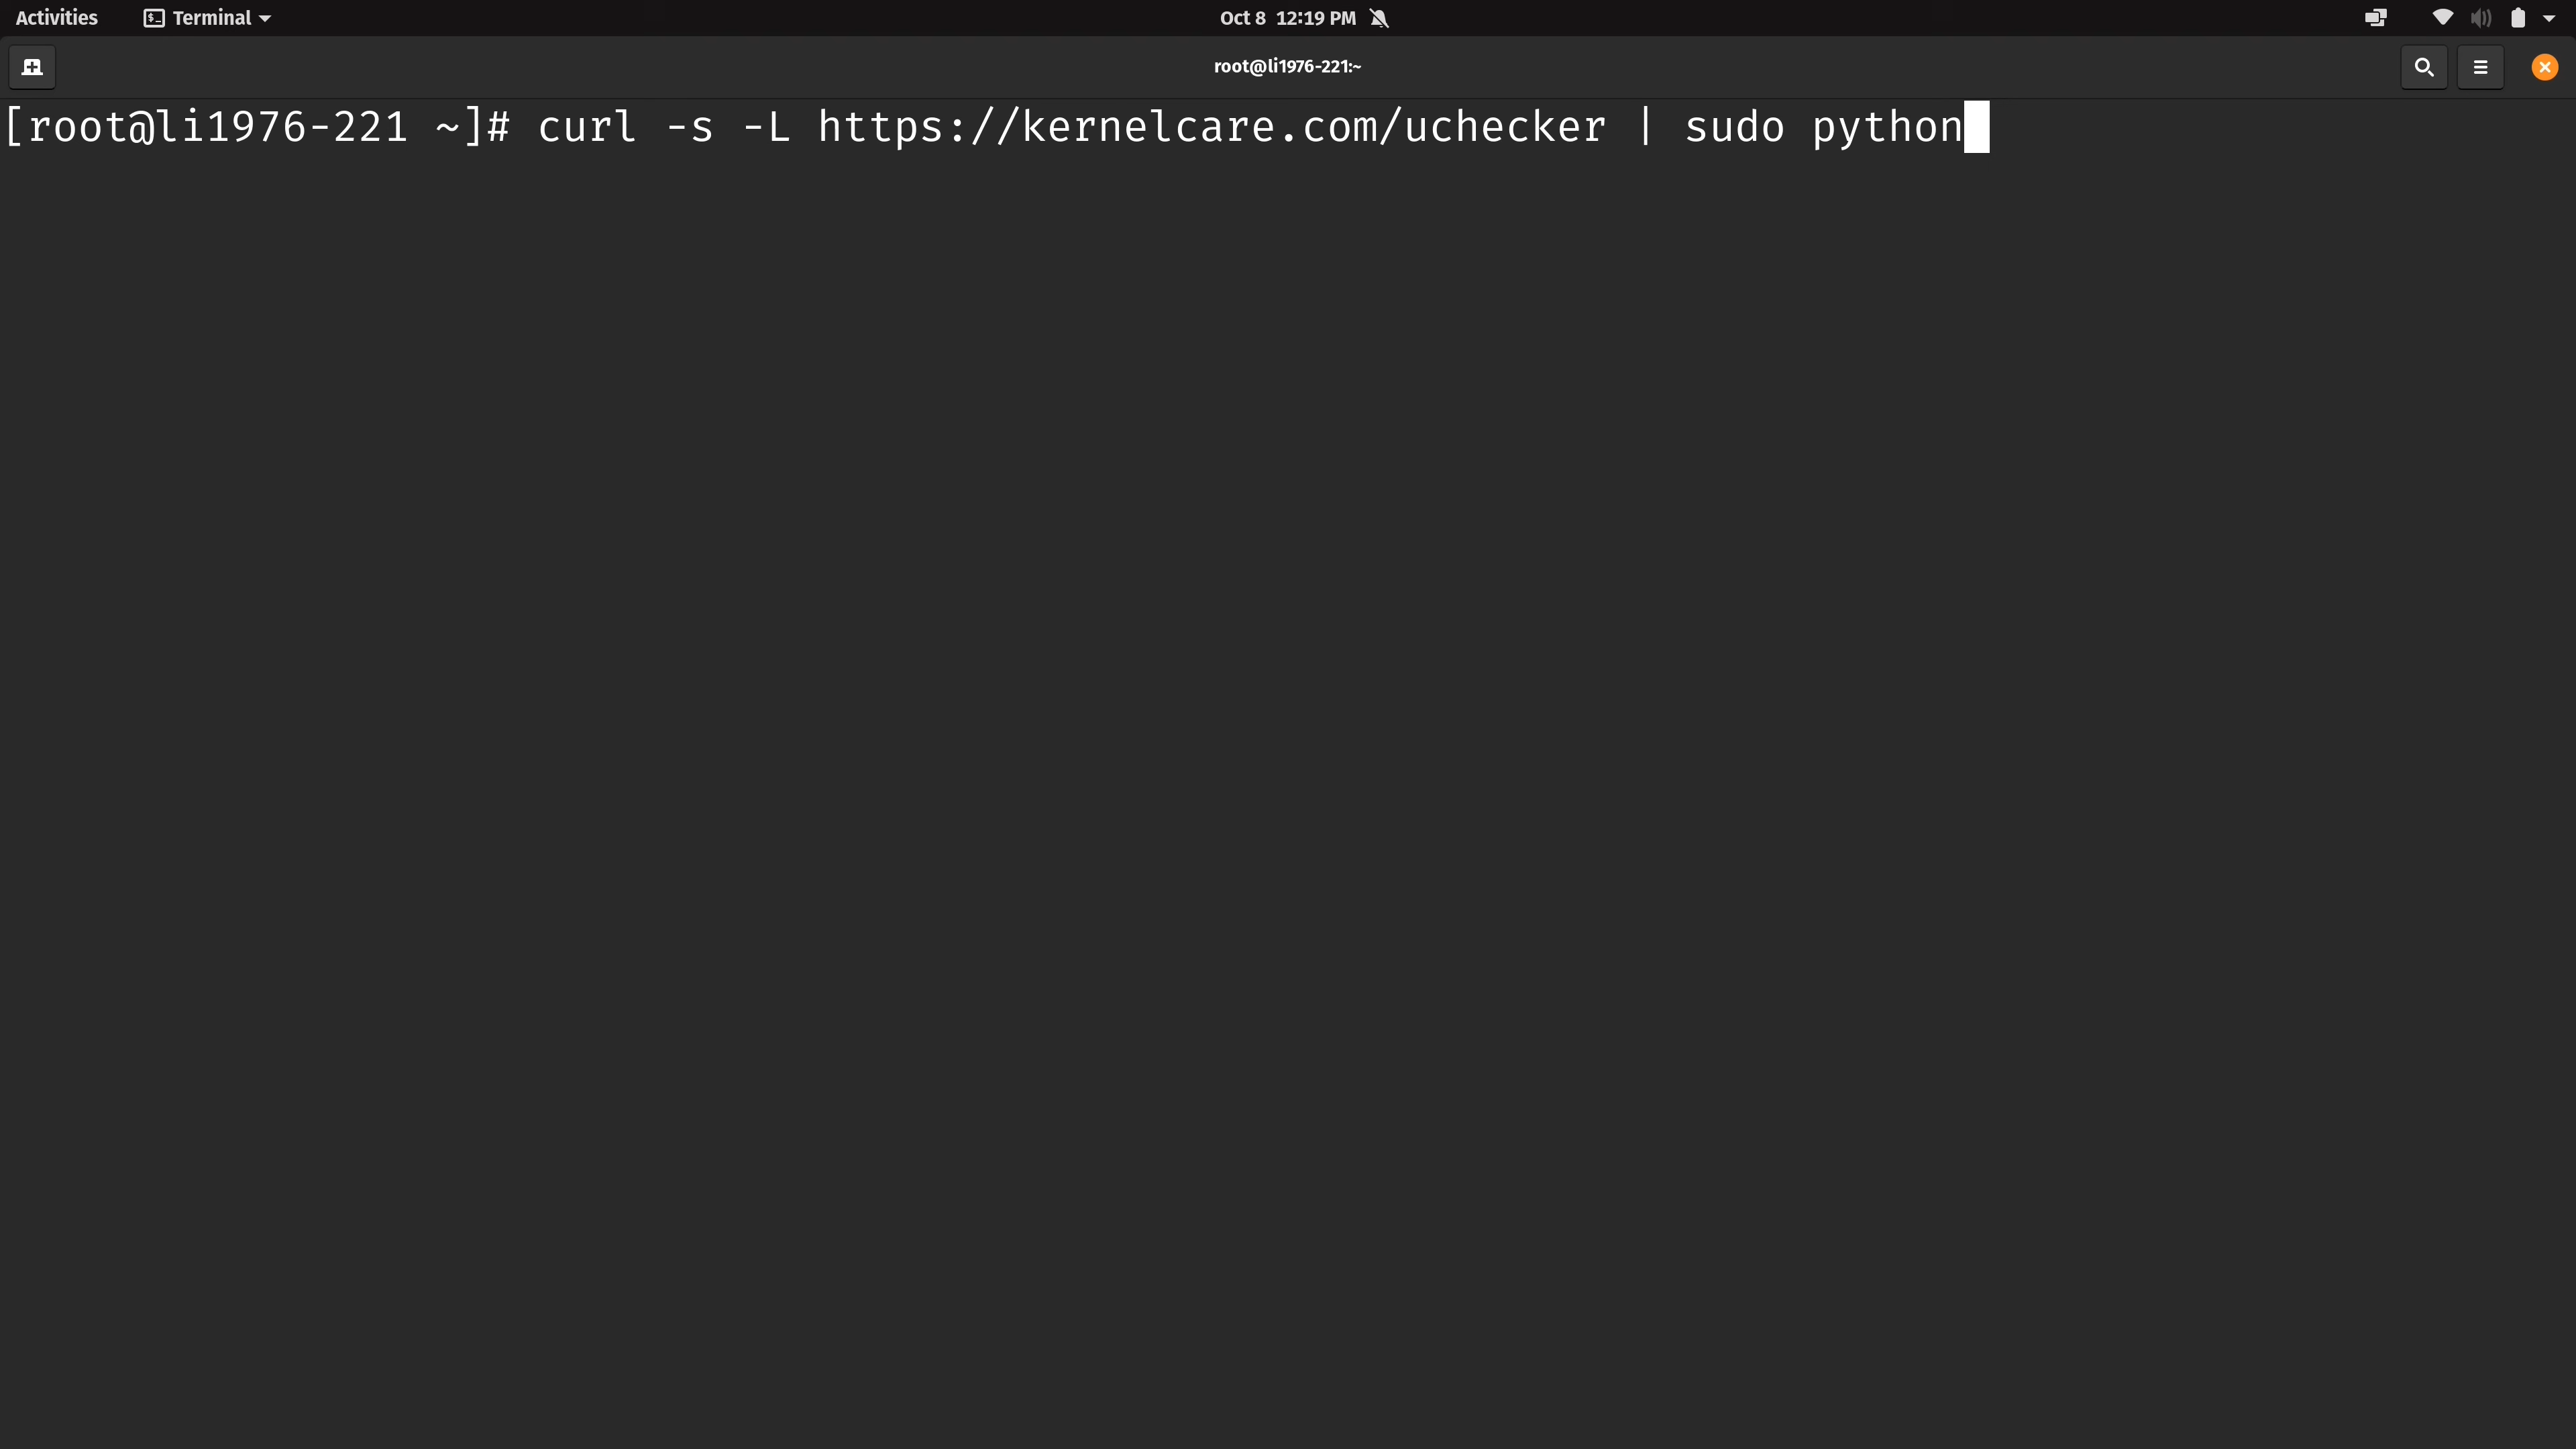 Activities Terminal Oct 8 12:19 PM
root@li1976-221:~
[root@li1976-221 ~]# curl -s -L https://kernelcare.com/uchecker | sudo python